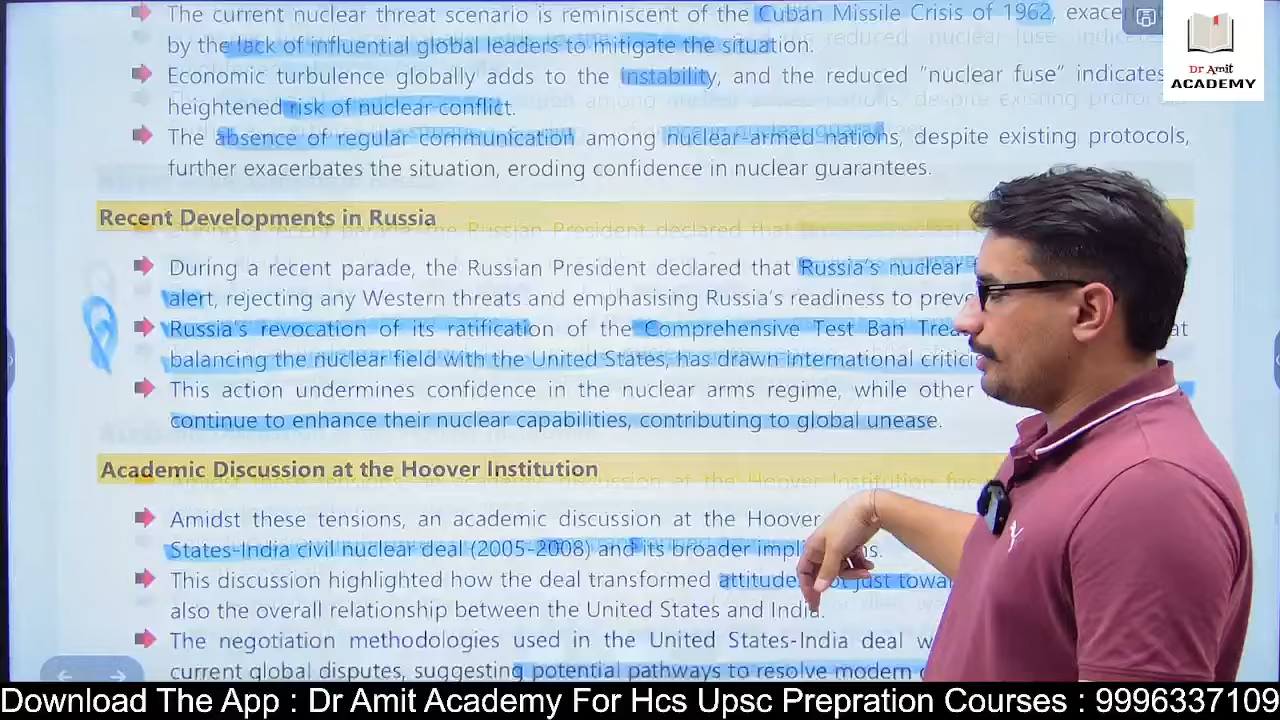 The current nuclear threat scenario is reminiscent of the Cuban Missile Crisis of 1962,
by the lack of influential global leaders to mitigate the situation.
Economic turbulence globally adds to the instability, and the reduced "nuclear fuse" indicates
heightened risk of nuclear conflict.
The absence of regular communication among nuclear-armed nations, despite existing protocols,
further exacerbates the situation, eroding confidence in nuclear guarantees.
Dr Amit
ACADEMY
Recent Developments in Russia
During a recent parade, the Russian President declared that Russia's nuclear
alert, rejecting any Western threats and emphasising Russia's readiness to
Russia's revocation of its ratification of the Comprehensive Test Ban
balancing the nuclear field with the United States, has drawn international
This action undermines confidence in the nuclear arms regime, while other
continue to enhance their nuclear capabilities, contributing to global unease.
Academic Discussion at the Hoover Institution
Amidst these tensions, an academic discussion at the Hoover
States-India civil nuclear deal (2005-2008) and its broader
This discussion highlighted how the deal transformed just
also the overall relationship between the United States and India.
The negotiation methodologies used in the United States-India deal
current global disputes, suggesting potential pathways to resolve modern
Download The App : Dr Amit Academy For Hcs Upsc Prepration Courses : 9996337109